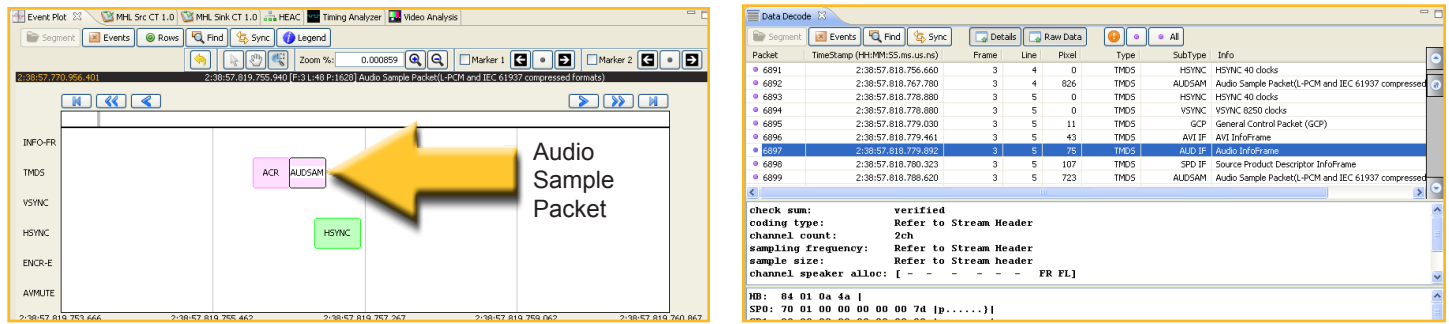 Event Plot MHL Src CT 1.0 MHL Sink CT 1.0 HEAC Timing Analyzer Video Analysis
Segment Events Rows Find Sync Legend
Zoom %: 0.000859 Marker 1 Marker 2
2:38:57.770.956.401 2:38:57.819.755.940 [F:3 L:48 P:1628] Audio Sample Packet(L-PCM and IEC 61937 compressed formats)
INFO-FR
TMDS ACR AUDSAM
VSYNC
HSYNC HSYNC
ENCR-E
AVMUTE
2:38:57.819.753.666 2:38:57.819.755.462 2:38:57.819.757.267 2:38:57.819.759.062 2:38:57.819.760.867
Audio
Sample
Packet
Data Decode
Segment Events Find Sync Details Raw Data All
Packet TimeStamp (HH:MM:SS.ms.us.ns) Frame Line Pixel Type SubType Info
6891 2:38:57.818.756.660 3 4 0 TMDS HSYNC HSYNC 40 clocks
6892 2:38:57.818.767.780 3 4 826 TMDS AUDSAM Audio Sample Packet(L-PCM and IEC 61937 compressed
6893 2:38:57.818.778.880 3 5 0 TMDS HSYNC HSYNC 40 clocks
6894 2:38:57.818.778.880 3 5 0 TMDS VSYNC VSYNC 8250 clocks
6895 2:38:57.818.779.030 3 5 11 TMDS GCP General Control Packet (GCP)
6896 2:38:57.818.779.461 3 5 43 TMDS AVI IF AVI InfoFrame
6897 2:38:57.818.779.892 3 5 75 TMDS AUD IF Audio InfoFrame
6898 2:38:57.818.780.323 3 5 107 TMDS SPD IF Source Product Descriptor InfoFrame
6899 2:38:57.818.788.620 3 5 723 TMDS AUDSAM Audio Sample Packet(L-PCM and IEC 61937 compressed
check sum: verified
coding type: Refer to Stream Header
channel count: 2ch
sampling frequency: Refer to Stream Header
sample size: Refer to Stream header
channel speaker alloc: [ - - - - - - FR FL]
HB: 84 01 0a 4a |
SP0: 70 01 00 00 00 00 00 7d |p......}|